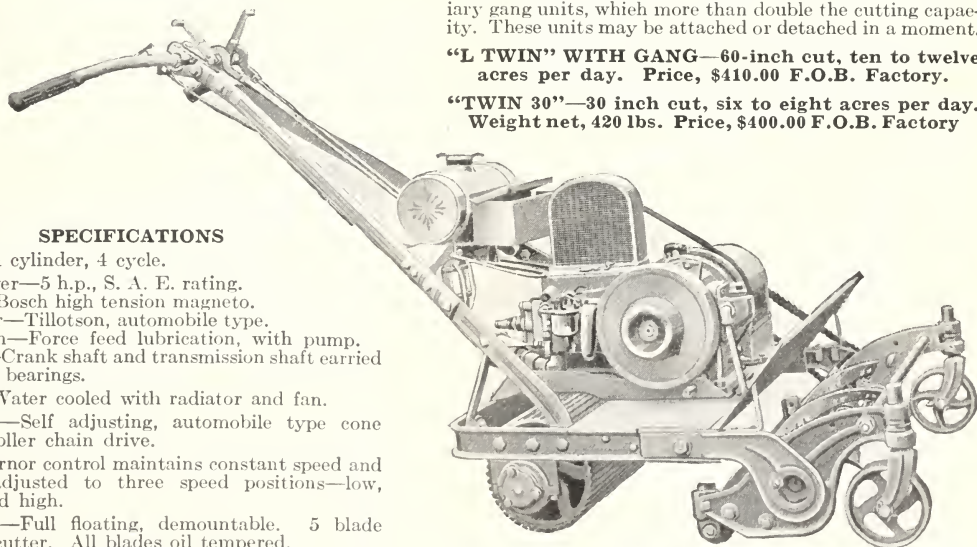 iary gang units, which more than double the cutting capac-
ity. These units may be attached or detached in a moment.
“L TWIN” WITH GANG—60-inch cut, ten to twelve
acres per day. Price, $410.00 F.O.B. Factory.
“TWIN 30”—30 inch cut, six to eight acres per day.
Weight net, 420 lbs. Price, $400.00 F.O.B. Factory
SPECIFICATIONS
cylinder, 4 cycle.
er—5 h.p., S. A. E. rating.
Bosch high tension magneto.
r—Tillotson, automobile type.
n—Force feed lubrication, with pump.
-Crank shaft and transmission shaft carried
bearings.
Water cooled with radiator and fan.
—Self adjusting, automobile type cone
oller chain drive.
ernor control maintains constant speed and
adjusted to three speed positions—low,
d high.
—Full floating, demountable. 5 blade
cutter. All blades oil tempered.